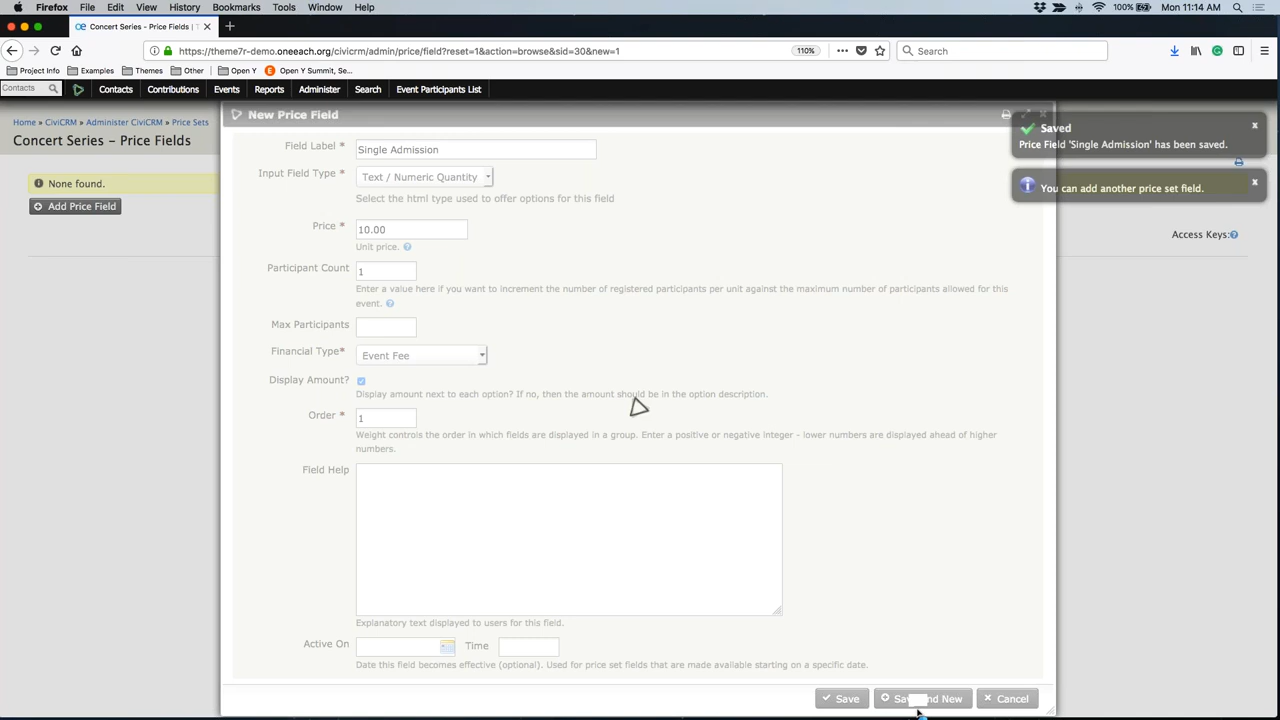 Firefox File Edit View History Bookmarks Tools Window Help 100% Mon 11:14 AM
Concert Series – Price Fields | T
https://theme7r-demo.oneeach.org/civicrm/admin/price/field?reset=1&action=browse&sid=30&new=1 110% Search
Project Info Examples Themes Other Open Y Open Y Summit, Se...
Contacts Contacts Contributions Events Reports Administer Search Event Participants List
Home » CiviCRM » Administer CiviCRM » Price Sets
Concert Series – Price Fields
None found.
Add Price Field
New Price Field
Saved
Price Field 'Single Admission' has been saved.
You can add another price set field.
Access Keys:
Field Label * Single Admission
Input Field Type * Text / Numeric Quantity
Select the html type used to offer options for this field
Price * 10.00
Unit price.
Participant Count 1
Enter a value here if you want to increment the number of registered participants per unit against the maximum number of participants allowed for this
event.
Max Participants
Financial Type* Event Fee
Display Amount?
Display amount next to each option? If no, then the amount should be in the option description.
Order * 1
Weight controls the order in which fields are displayed in a group. Enter a positive or negative integer - lower numbers are displayed ahead of higher
numbers.
Field Help
Explanatory text displayed to users for this field.
Active On Time
Date this field becomes effective (optional). Used for price set fields that are made available starting on a specific date.
Save Save and New Cancel